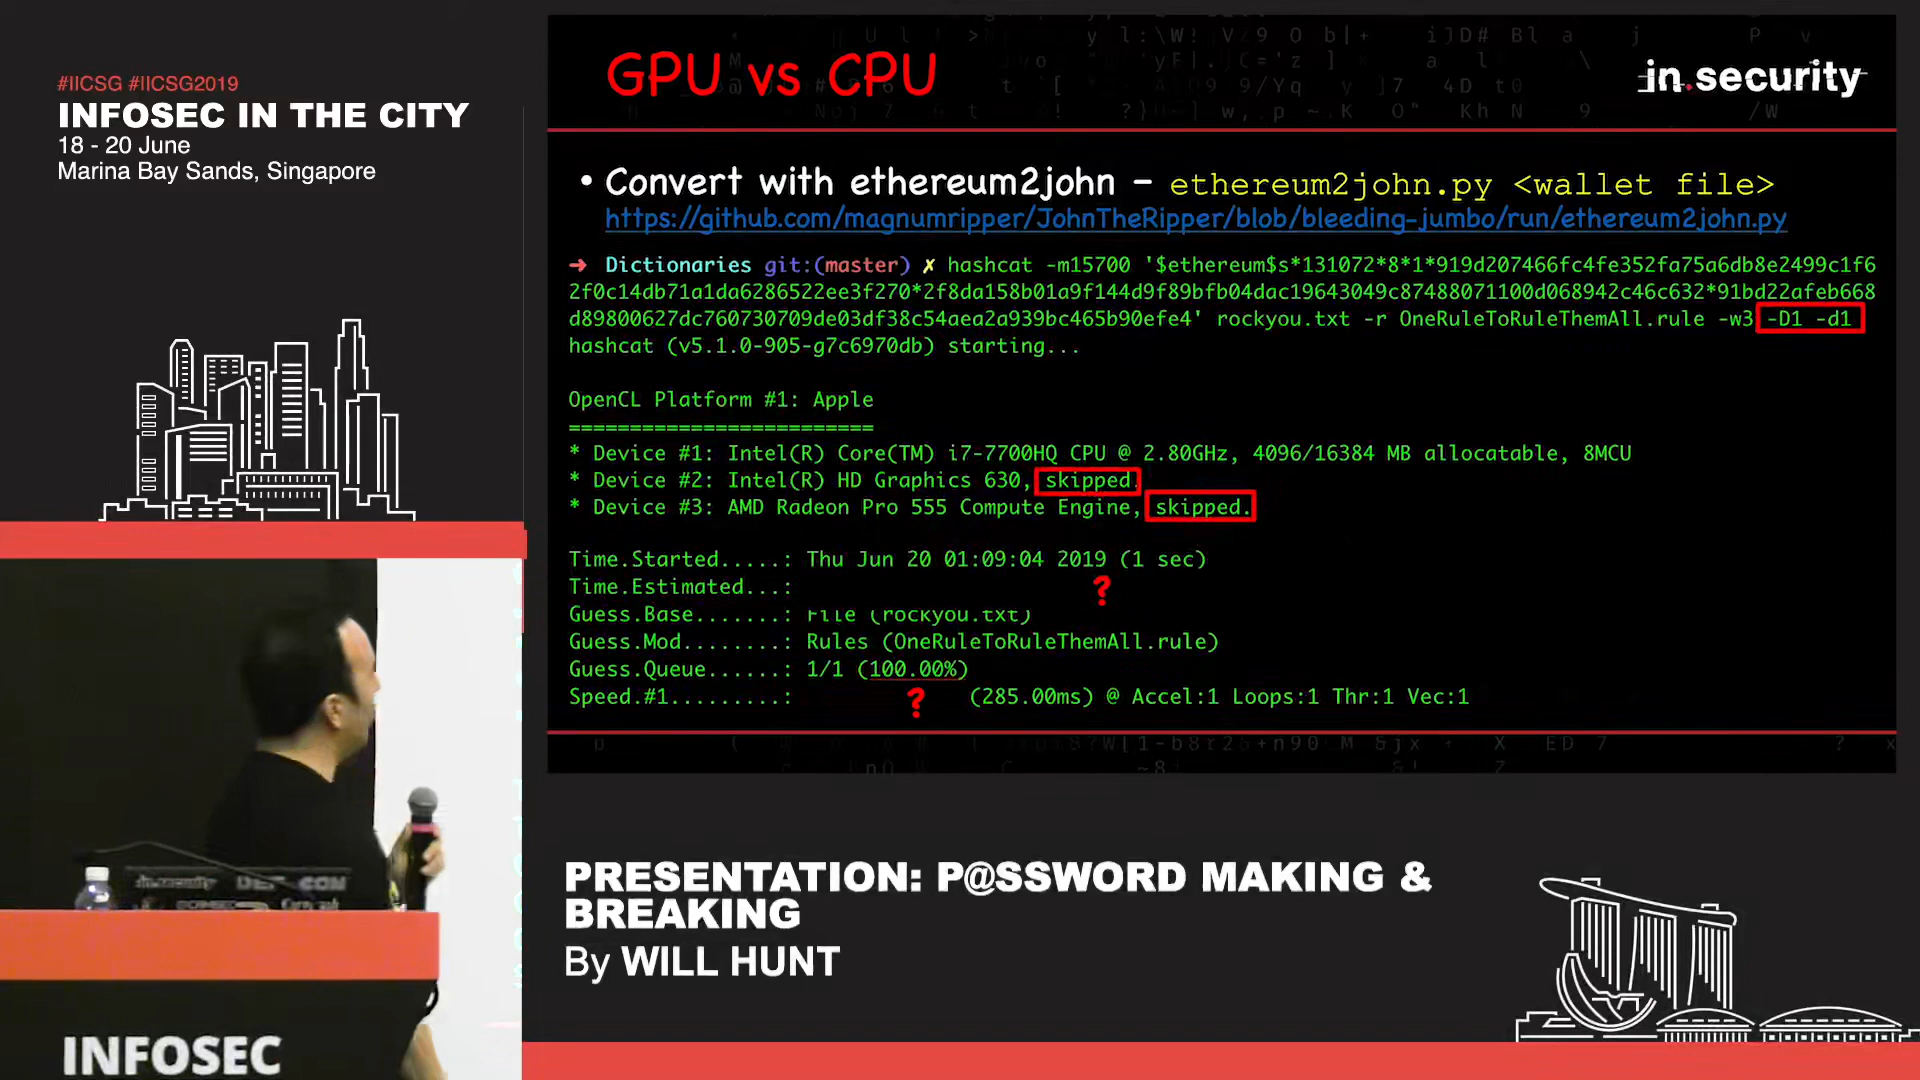 #IICSG #IICSG2019
INFOSEC IN THE CITY
18 - 20 June
Marina Bay Sands, Singapore
GPU vs CPU
in.security
• Convert with ethereum2john – ethereum2john.py <wallet file>
https://github.com/magnumripper/JohnTheRipper/blob/bleeding-jumbo/run/ethereum2john.py
➜ Dictionaries git:(master) ✗ hashcat -m15700 '$ethereum$s*131072*8*1*919d207466fc4fe352fa75a6db8e2499c1f6
2f0c14db71a1da6286522ee3f270*2f8da158b01a9f144d9f89bfb04dac19643049c87488071100d068942c46c632*91bd22afeb668
d89800627dc760730709de03df38c54aea2a939bc465b90efe4' rockyou.txt -r OneRuleToRuleThemAll.rule -w3 -D1 -d1
hashcat (v5.1.0-905-g7c6970db) starting...
OpenCL Platform #1: Apple
=========================
* Device #1: Intel(R) Core(TM) i7-7700HQ CPU @ 2.80GHz, 4096/16384 MB allocatable, 8MCU
* Device #2: Intel(R) HD Graphics 630, skipped.
* Device #3: AMD Radeon Pro 555 Compute Engine, skipped.
Time.Started.....: Thu Jun 20 01:09:04 2019 (1 sec)
Time.Estimated...: ?
Guess.Base.......: File (rockyou.txt)
Guess.Mod........: Rules (OneRuleToRuleThemAll.rule)
Guess.Queue......: 1/1 (100.00%)
Speed.#1.........: ? (285.00ms) @ Accel:1 Loops:1 Thr:1 Vec:1
PRESENTATION: P@SSWORD MAKING &
BREAKING
By WILL HUNT
in.security DEF CON
INFOSEC